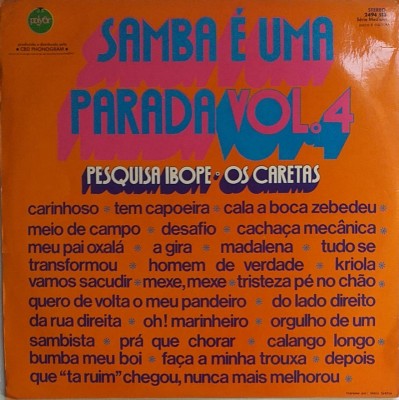 polyfar
STEREO
SAMBA É UMA
CBD PHONOGRAM
PARADA VOL.4
PESQUISA IBOPE • OS CARETAS
carinhoso * tem capoeira * cala a boca zebedeu
meio de campo * desafio * cachaça mecânica *
meu pai oxalá * a gira * madalena * tudo se
transformou * homem de verdade * kriola *
vamos sacudir * mexe, mexe * tristeza pé no chão *
quero de volta o meu pandeiro * do lado direito
da rua direita * oh! marinheiro * orgulho de um
sambista * prá que chorar * calango longo *
bumba meu boi * faça a minha trouxa * depois
que "ta ruim" chegou, nunca mais melhorou *